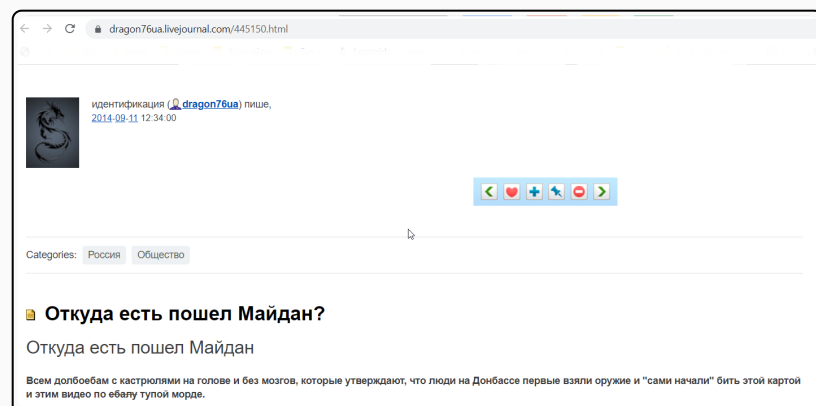 dragon76ua.livejournal.com/445150.html
идентификация (dragon76ua) пише,
2014-09-11 12:34:00
Categories: Россия Общество
Откуда есть пошел Майдан?
Откуда есть пошел Майдан
Всем долбоебам с кастрюлями на голове и без мозгов, которые утверждают, что люди на Донбассе первые взяли оружие и "сами начали" бить этой картой
и этим видео по ебалу тупой морде.